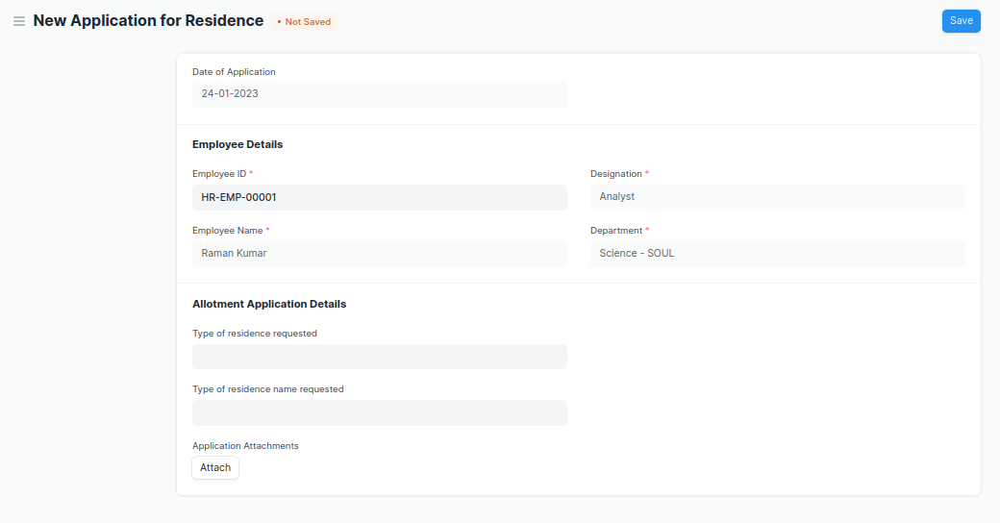 New Application for Residence
• Not Saved
Save
Date of Application
24-01-2023
Employee Details
Employee ID *
HR-EMP-00001
Designation *
Analyst
Employee Name *
Raman Kumar
Department *
Science - SOUL
Allotment Application Details
Type of residence requested
Type of residence name requested
Application Attachments
Attach